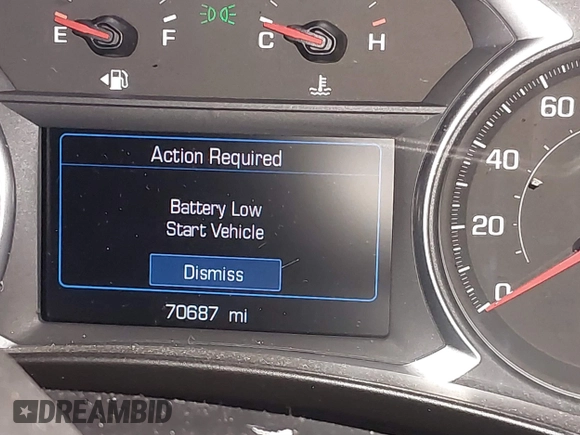 E F C H
Action Required
Battery Low
Start Vehicle
Dismiss
70687 mi
60
40
20
0
DREAMBID